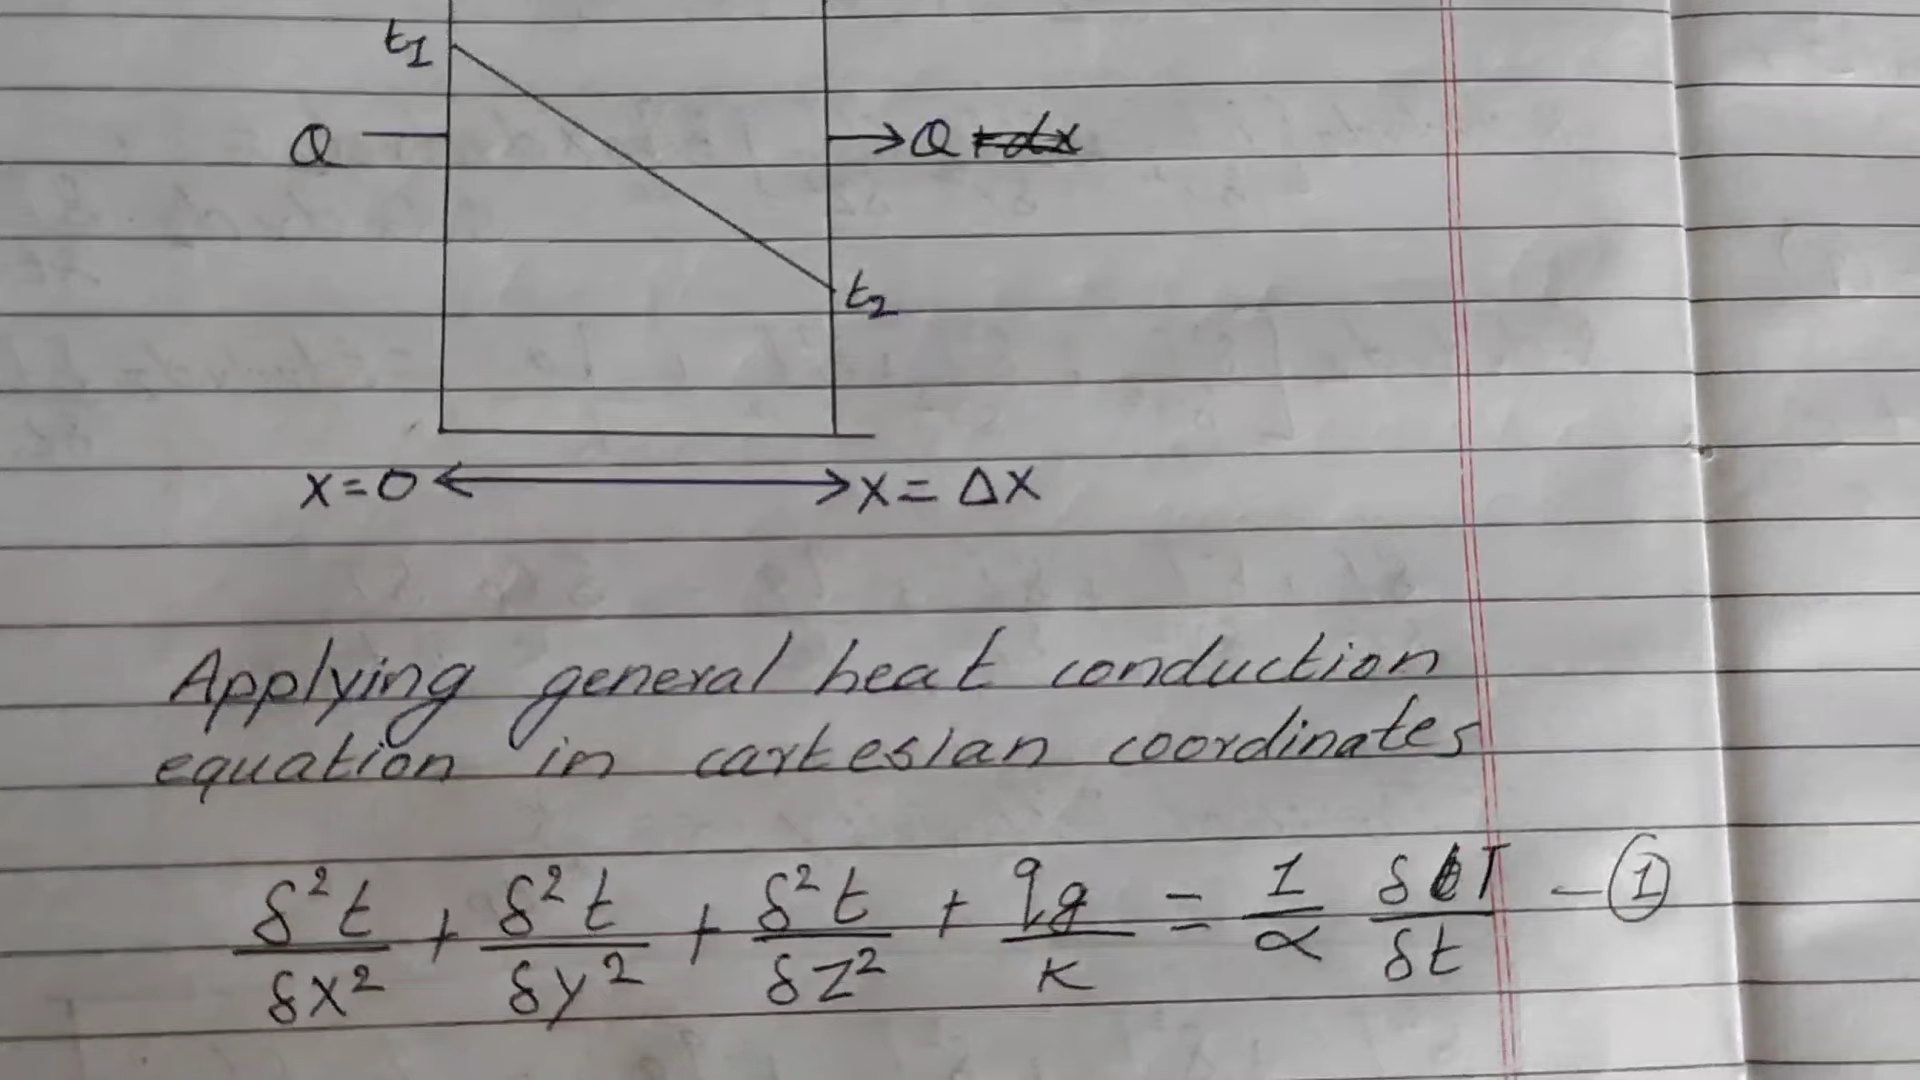 t₁
Q → Q
t₂
x=0 ↔ x= Δx
Applying general heat conduction
equation in cartesian coordinates
δ²t/δx² + δ²t/δy² + δ²t/δz² + qg/K = 1/α δT/δt – ①